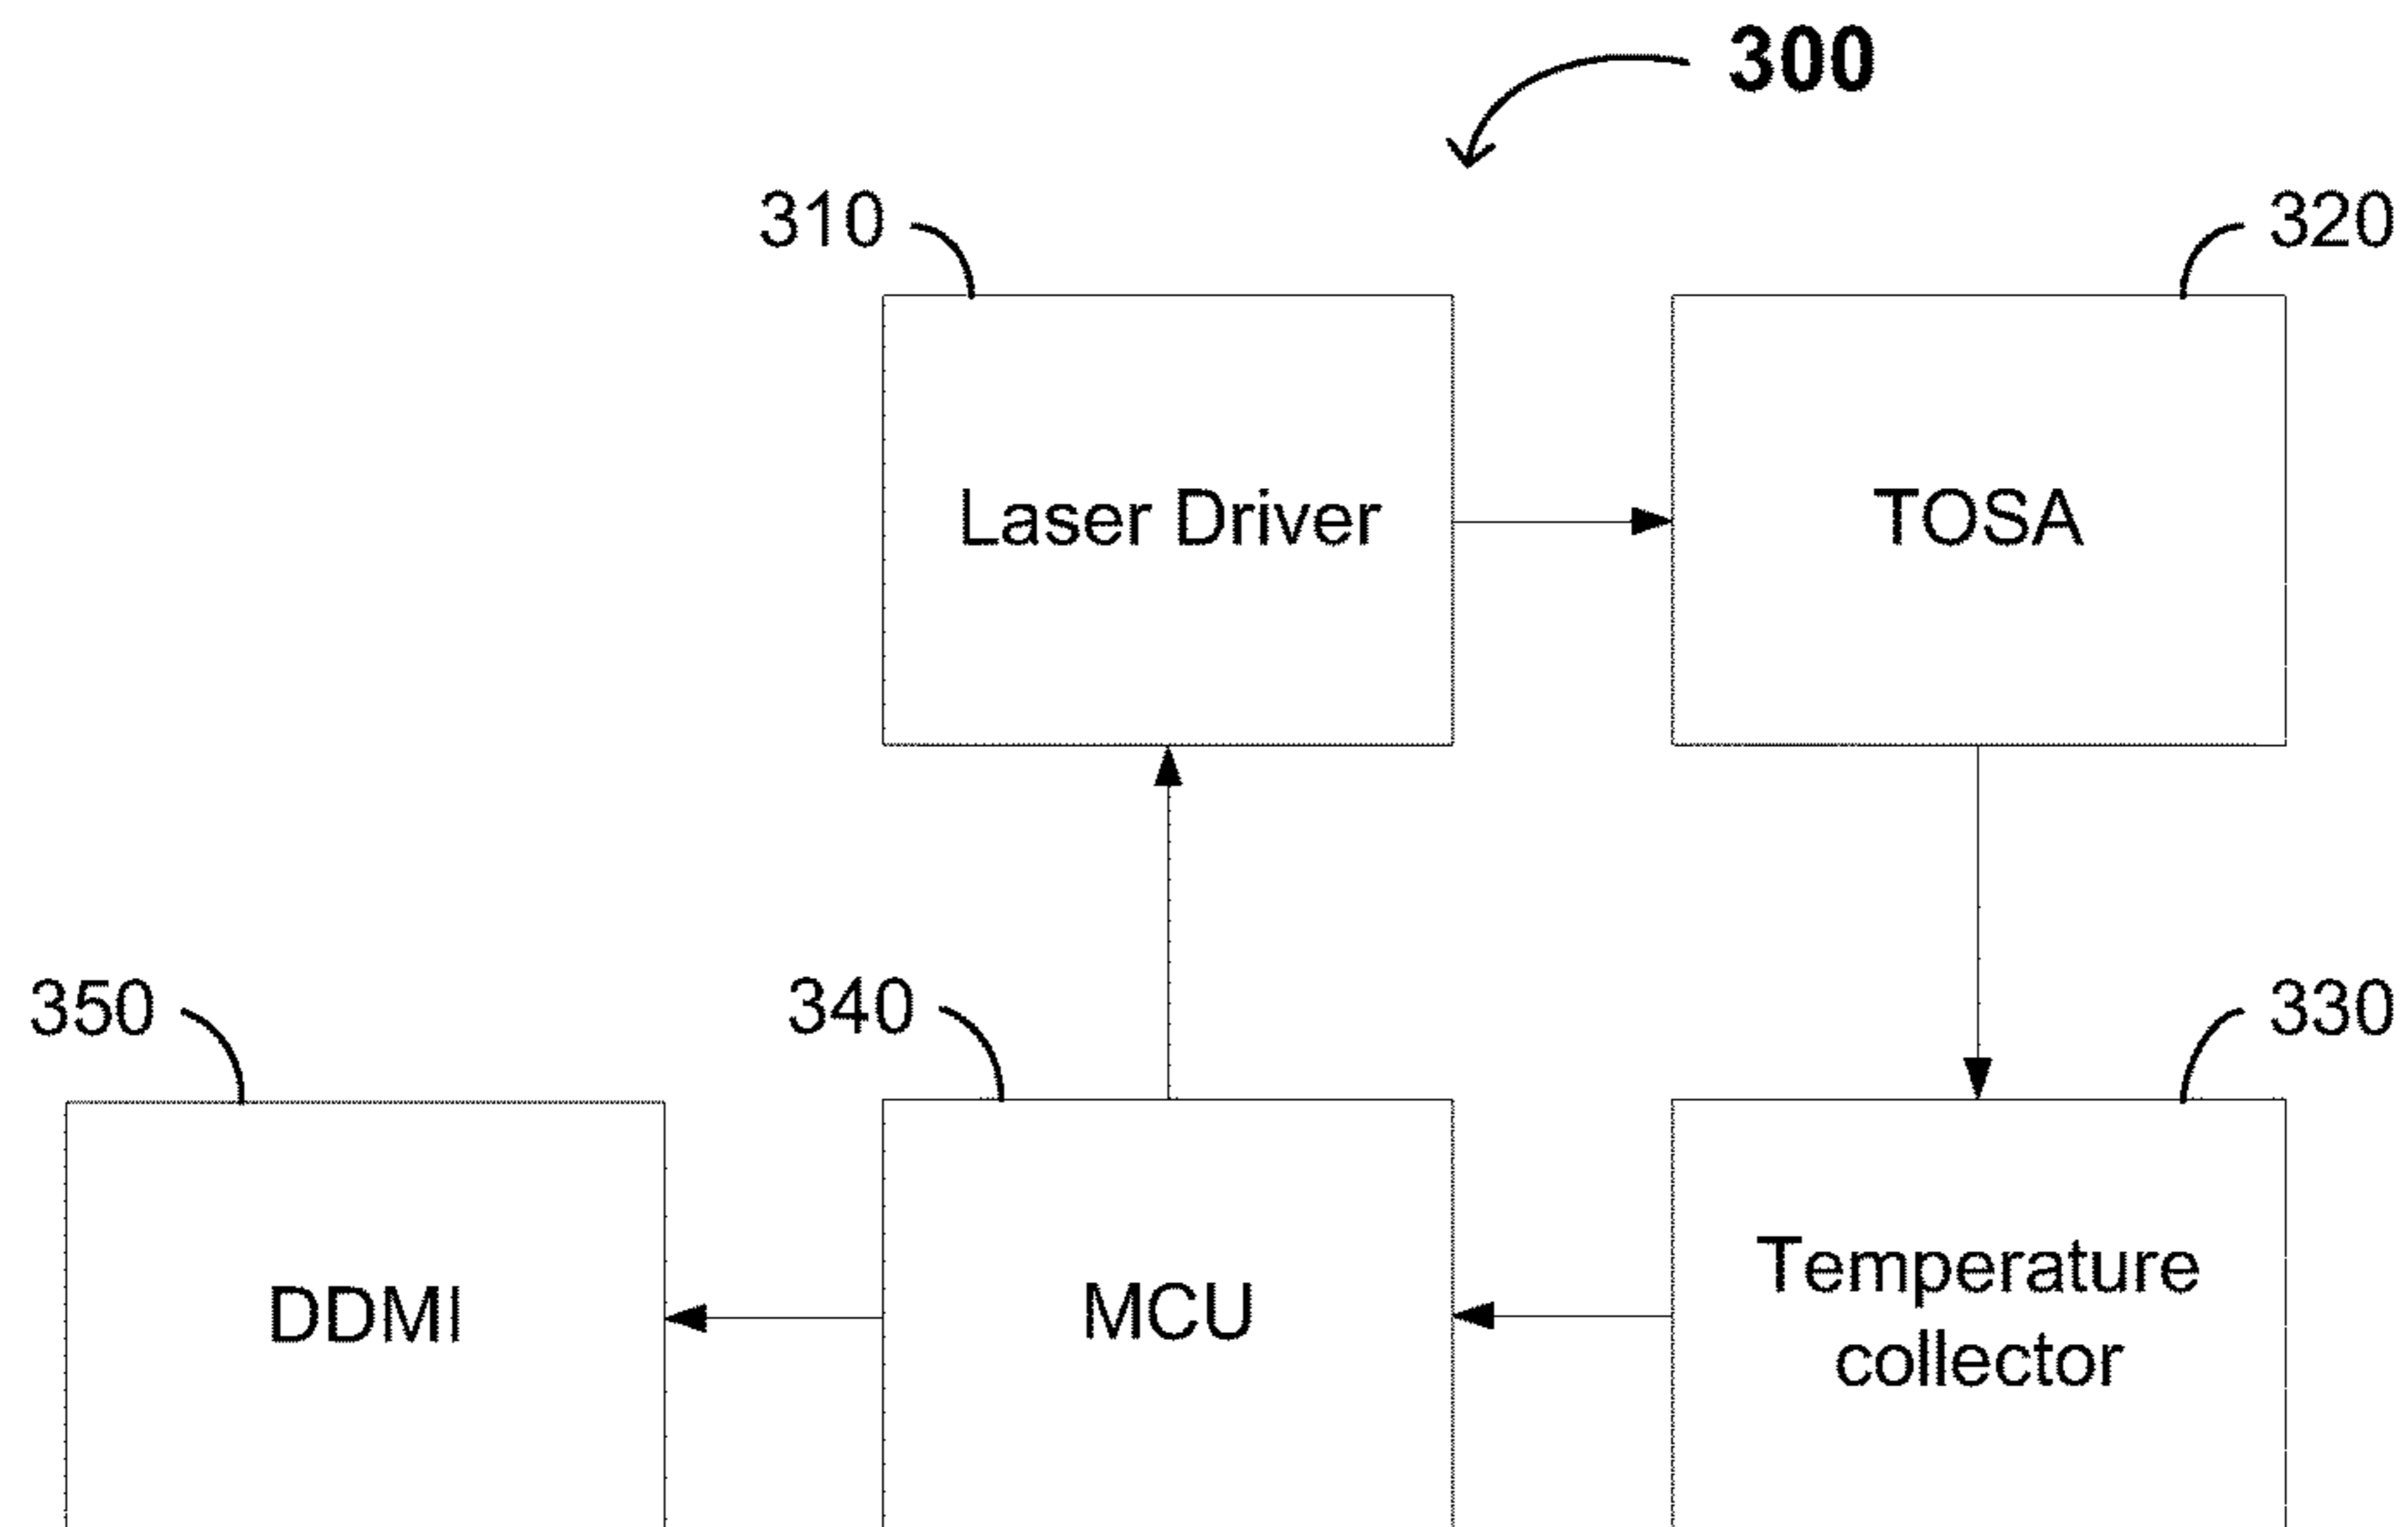 300
310
320
Laser Driver
TOSA
350
340
330
DDMI
MCU
Temperature
collector